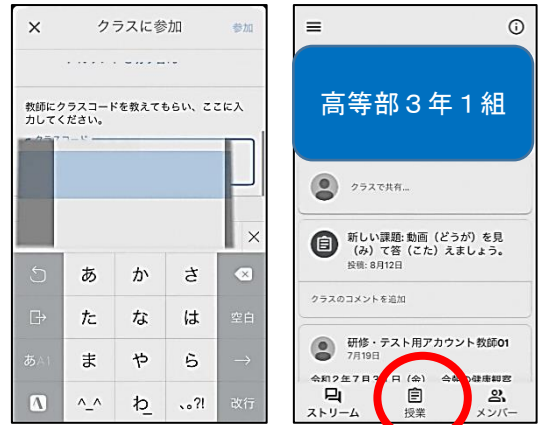 クラスに参加
参加
教師にクラスコードを教えてもらい、ここに入
力してください。
あ
か
さ
た
な
は
空白
あA1
ま
や
ら
^_^
わ
、。?!
改行
高等部３年１組
クラスで共有...
新しい課題: 動画（どうが）を見
（み）て答（こた）えましょう。
投稿: 8月12日
クラスのコメントを追加
研修・テスト用アカウント教師01
7月19日
ストリーム
授業
メンバー